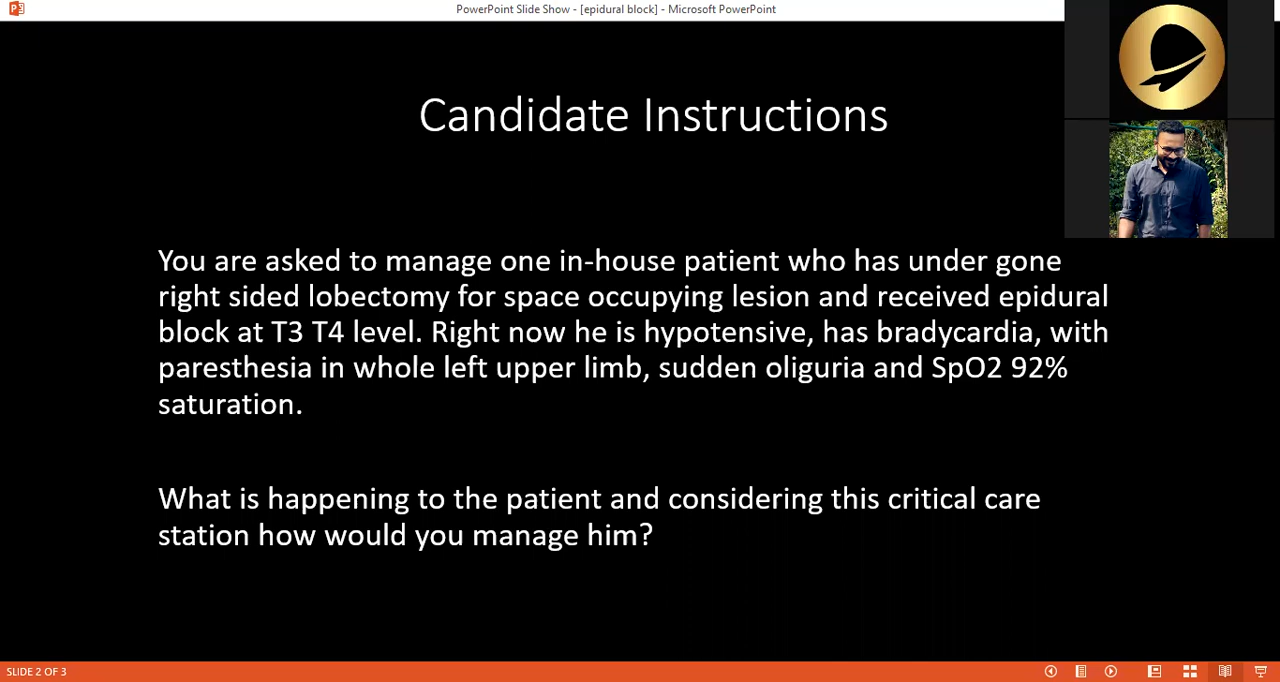 PowerPoint Slide Show - [epidural block] - Microsoft PowerPoint
Candidate Instructions
You are asked to manage one in-house patient who has under gone
right sided lobectomy for space occupying lesion and received epidural
block at T3 T4 level. Right now he is hypotensive, has bradycardia, with
paresthesia in whole left upper limb, sudden oliguria and SpO2 92%
saturation.
What is happening to the patient and considering this critical care
station how would you manage him?
SLIDE 2 OF 3